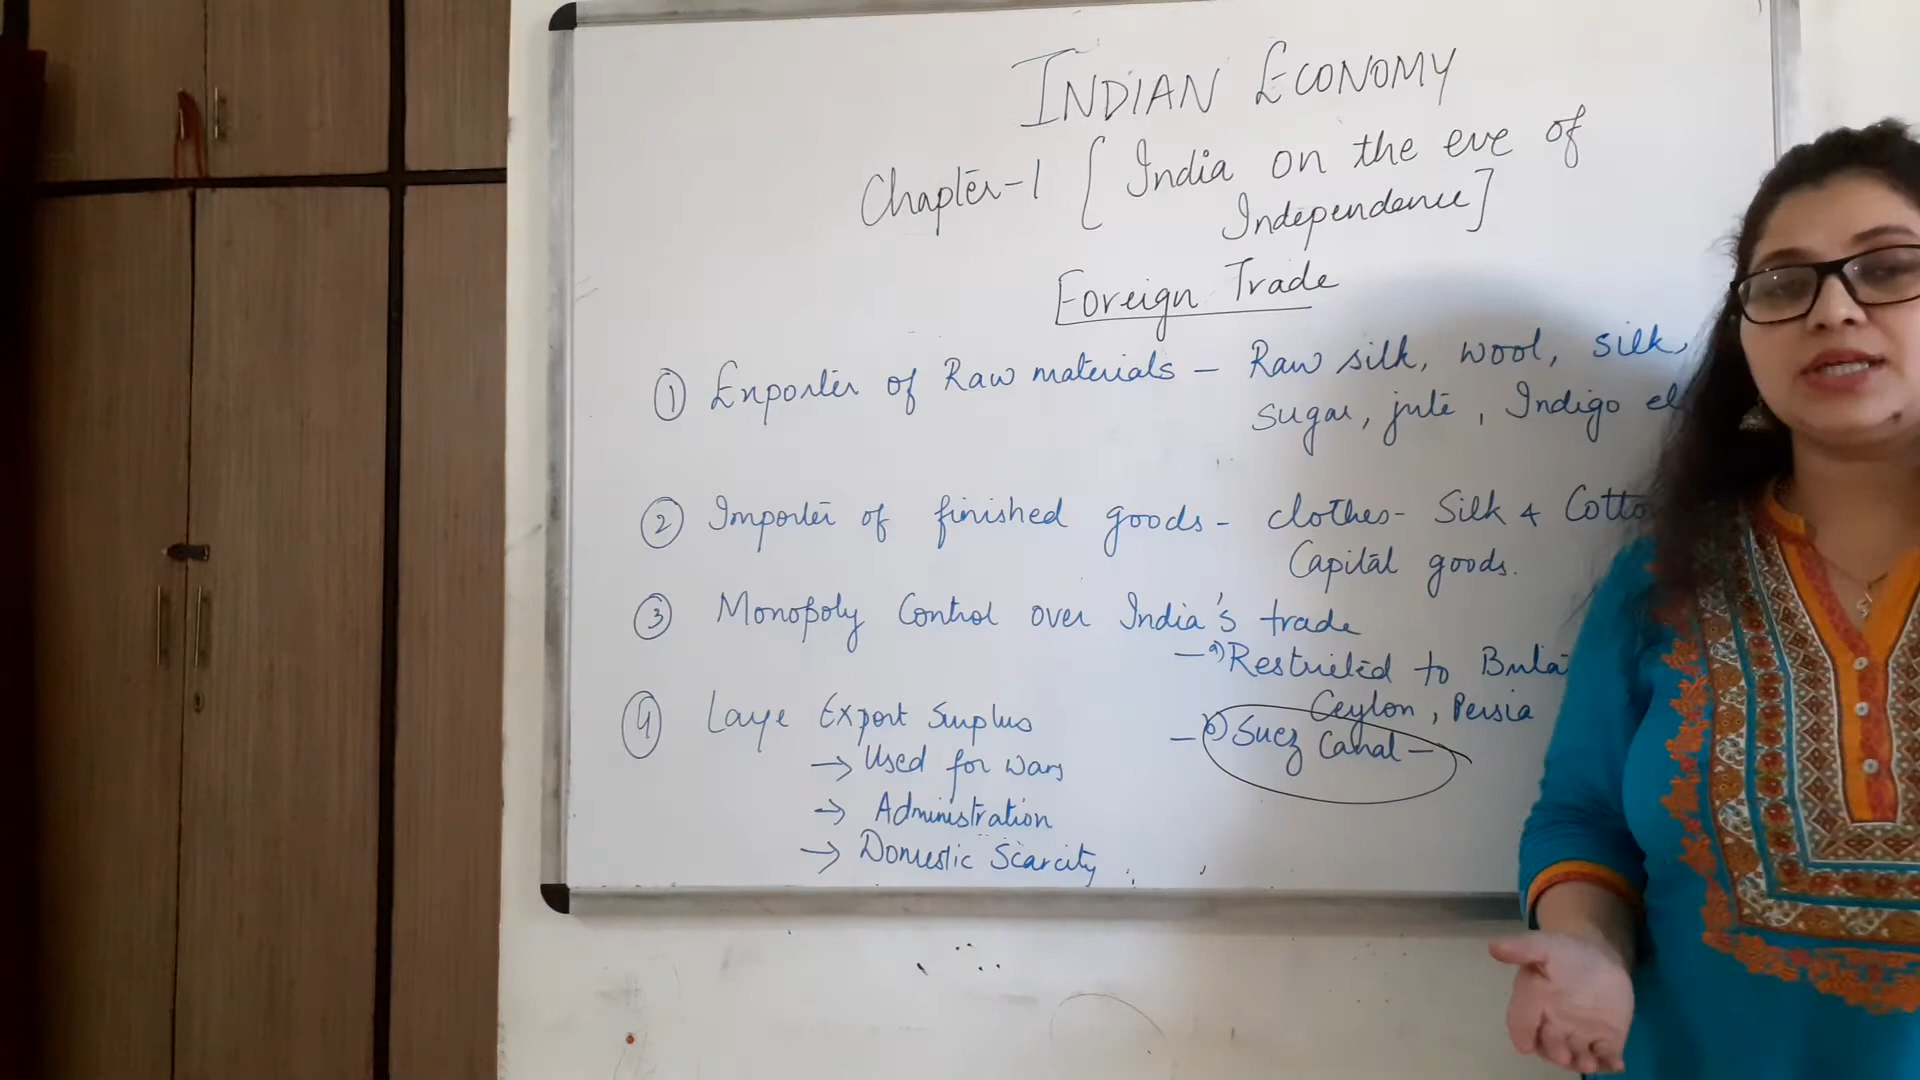 INDIAN ECONOMY
Chapter-1 [India on the eve of
Independence]
Foreign Trade
① Exporter of Raw materials - Raw silk, wool, silk,
sugar, jute, Indigo
② Importer of finished goods - clothes - Silk & Cotto
Capital goods.
③ Monopoly Control over India's trade
- a) Restricted to
Ceylon, Persia
④ Large Export Surplus
- b) Suez Canal -
→ Used for wars
→ Administration
→ Domestic Scarcity